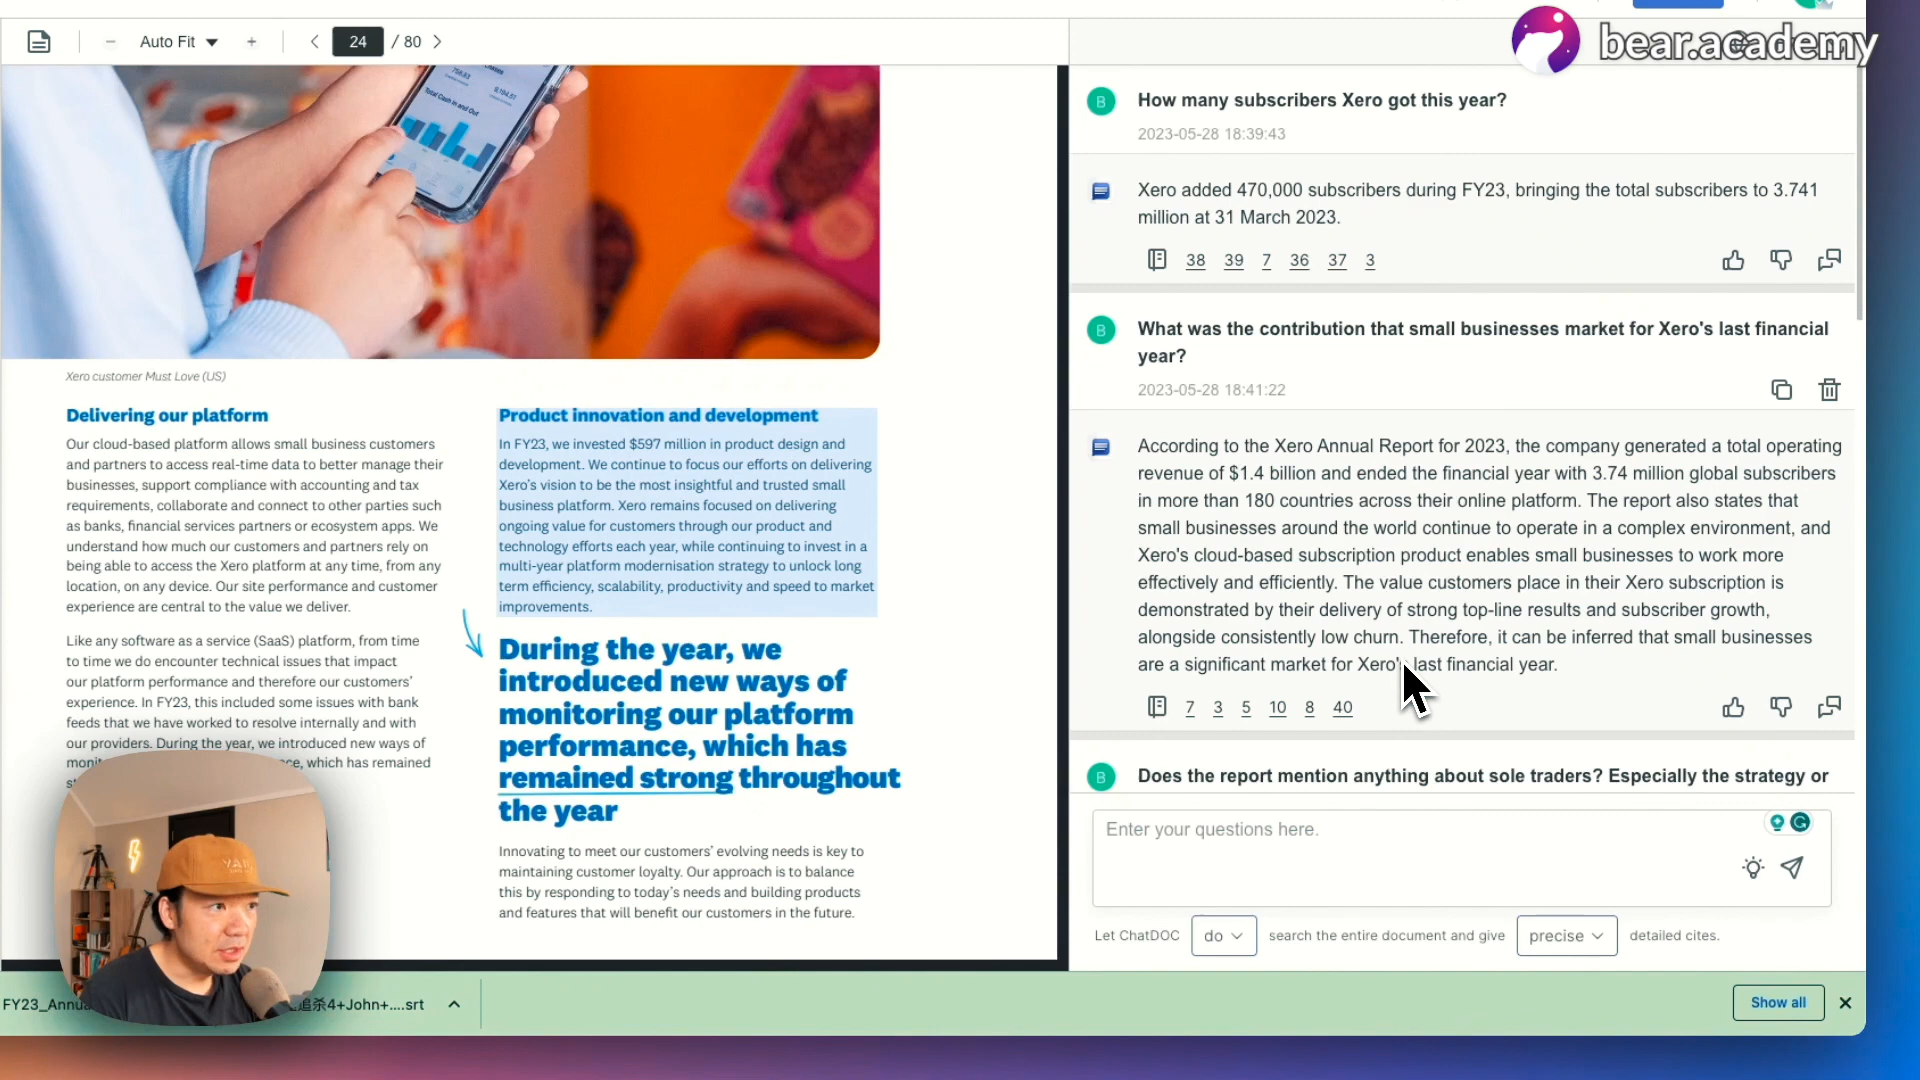 Auto Fit
24 / 80
bear.academy
Total Cash In and Out
Xero customer Must Love (US)
Delivering our platform
Our cloud-based platform allows small business customers
and partners to access real-time data to better manage their
businesses, support compliance with accounting and tax
requirements, collaborate and connect to other parties such
as banks, financial services partners or ecosystem apps. We
understand how much our customers and partners rely on
being able to access the Xero platform at any time, from any
location, on any device. Our site performance and customer
experience are central to the value we deliver.
Like any software as a service (SaaS) platform, from time
to time we do encounter technical issues that impact
our platform performance and therefore our customers'
experience. In FY23, this included some issues with bank
feeds that we have worked to resolve internally and with
our providers. During the year, we introduced new ways of
which has remained
Product innovation and development
In FY23, we invested $597 million in product design and
development. We continue to focus our efforts on delivering
Xero's vision to be the most insightful and trusted small
business platform. Xero remains focused on delivering
ongoing value for customers through our product and
technology efforts each year, while continuing to invest in a
multi-year platform modernisation strategy to unlock long
term efficiency, scalability, productivity and speed to market
improvements.
During the year, we
introduced new ways of
monitoring our platform
performance, which has
remained strong throughout
the year
Innovating to meet our customers' evolving needs is key to
maintaining customer loyalty. Our approach is to balance
this by responding to today's needs and building products
and features that will benefit our customers in the future.
B
How many subscribers Xero got this year?
2023-05-28 18:39:43
Xero added 470,000 subscribers during FY23, bringing the total subscribers to 3.741
million at 31 March 2023.
38 39 7 36 37 3
B
What was the contribution that small businesses market for Xero's last financial
year?
2023-05-28 18:41:22
According to the Xero Annual Report for 2023, the company generated a total operating
revenue of $1.4 billion and ended the financial year with 3.74 million global subscribers
in more than 180 countries across their online platform. The report also states that
small businesses around the world continue to operate in a complex environment, and
Xero's cloud-based subscription product enables small businesses to work more
effectively and efficiently. The value customers place in their Xero subscription is
demonstrated by their delivery of strong top-line results and subscriber growth,
alongside consistently low churn. Therefore, it can be inferred that small businesses
are a significant market for Xero's last financial year.
7 3 5 10 8 40
B
Does the report mention anything about sole traders? Especially the strategy or
Enter your questions here.
Let ChatDOC do search the entire document and give precise detailed cites.
FY23_Annua
追杀4+John+....srt
Show all